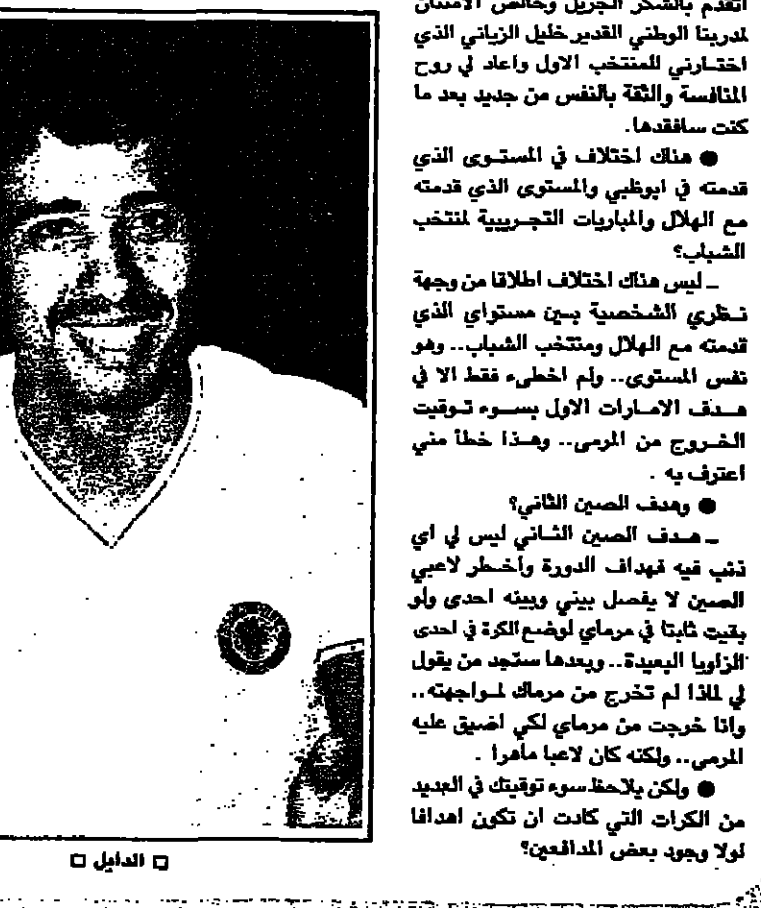 اتقدم بالشكر الجزيل وخالص الامتنان
لمدربنا الوطني القدير خليل الزياني الذي
اختارني للمنتخب الاول واعاد لي روح
المنافسة والثقة بالنفس من جديد بعد ما
كنت سافقدها.
● هناك اختلاف في المستوى الذي
قدمته في ابوظبي والمستوى الذي قدمته
مع الهلال والمباريات التجريبية لمنتخب
الشباب؟
ـ ليس هناك اختلاف اطلاقا من وجهة
نظري الشخصية بين مستواي الذي
قدمته مع الهلال ومنتخب الشباب.. وهو
نفس المستوى.. ولم اخطىء فقط الا في
هدف الامارات الاول بسوء توقيت
الخروج من المرمى.. وهذا خطأ مني
اعترف به .
● وهدف الصين الثاني؟
ـ هدف الصين الثاني ليس لي اي
ذنب فيه فهداف الدورة واخطر لاعبي
الصين لا يفصل بيني وبينه احدى ولو
بقيت ثابتا في مرماي لوضع الكرة في احدى
الزاويا البعيدة.. وبعدها ستجد من يقول
لي لماذا لم تخرج من مرماك لمواجهته..
وانا خرجت من مرماي لكي اضيق عليه
المرمى.. ولكنه كان لاعبا ماهرا .
● ولكن يلاحظ سوء توقيتك في العديد
من الكرات التي كادت ان تكون اهدافا
لولا وجود بعض المدافعين؟
□ الدايل □